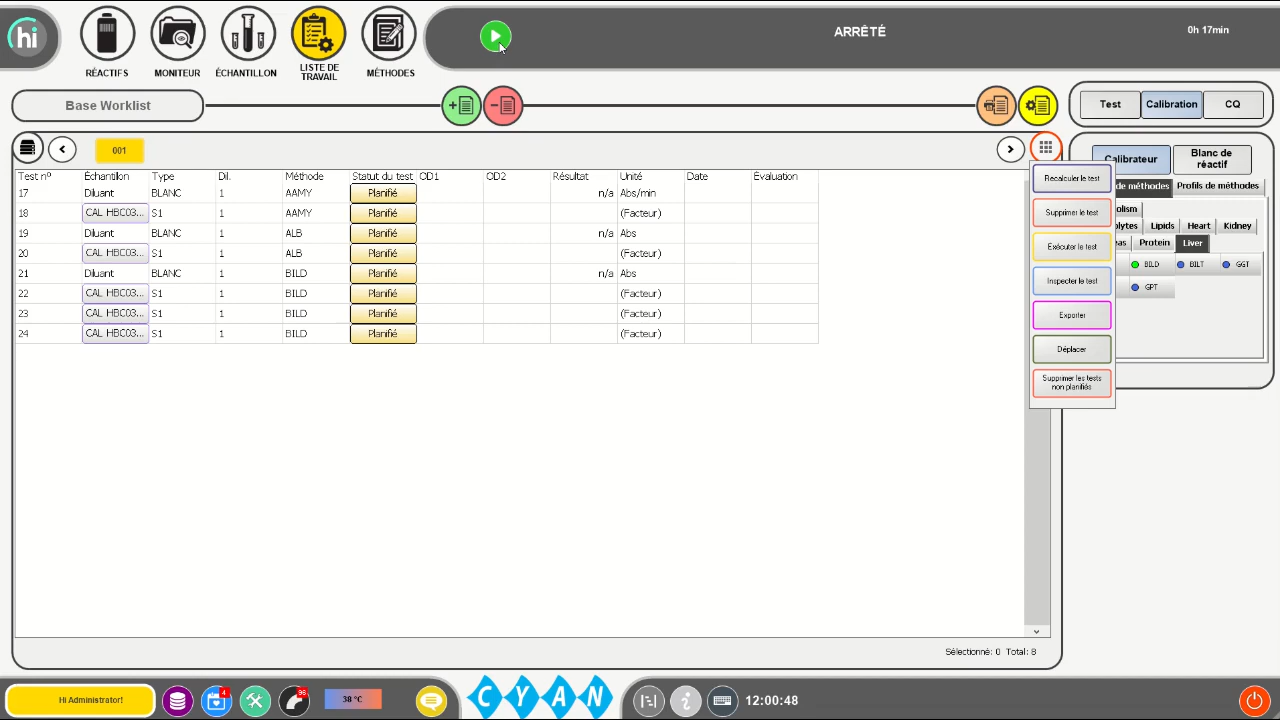 hi
RÉACTIFS
MONITEUR
ÉCHANTILLON
LISTE DE
TRAVAIL
MÉTHODES
ARRÊTÉ
0h 17min
Base Worklist
Test
Calibration
CQ
001
Calibrateur
Blanc de
réactif
de méthodes
Profils de méthodes
olism
olytes
Lipids
Heart
Kidney
as
Protein
Liver
BILD
BILT
GGT
GPT
Recalculer le test
Supprimer le test
Exécuter le test
Inspecter le test
Exporter
Déplacer
Supprimer les tests
non planifiés
Test nº Échantilon Type Dil. Méthode Statut du test OD1 OD2 Résultat Unité Date Évaluation
17 Diluant BLANC 1 AAMY Planifié n/a Abs/min
18 CAL HBC03... S1 1 AAMY Planifié (Facteur)
19 Diluant BLANC 1 ALB Planifié n/a Abs
20 CAL HBC03... S1 1 ALB Planifié (Facteur)
21 Diluant BLANC 1 BILD Planifié n/a Abs
22 CAL HBC03... S1 1 BILD Planifié (Facteur)
23 CAL HBC03... S1 1 BILD Planifié (Facteur)
24 CAL HBC03... S1 1 BILD Planifié (Facteur)
Sélectionné: 0 Total: 8
Hi Administrator!
4
96
38 °C
CYAN
12:00:48